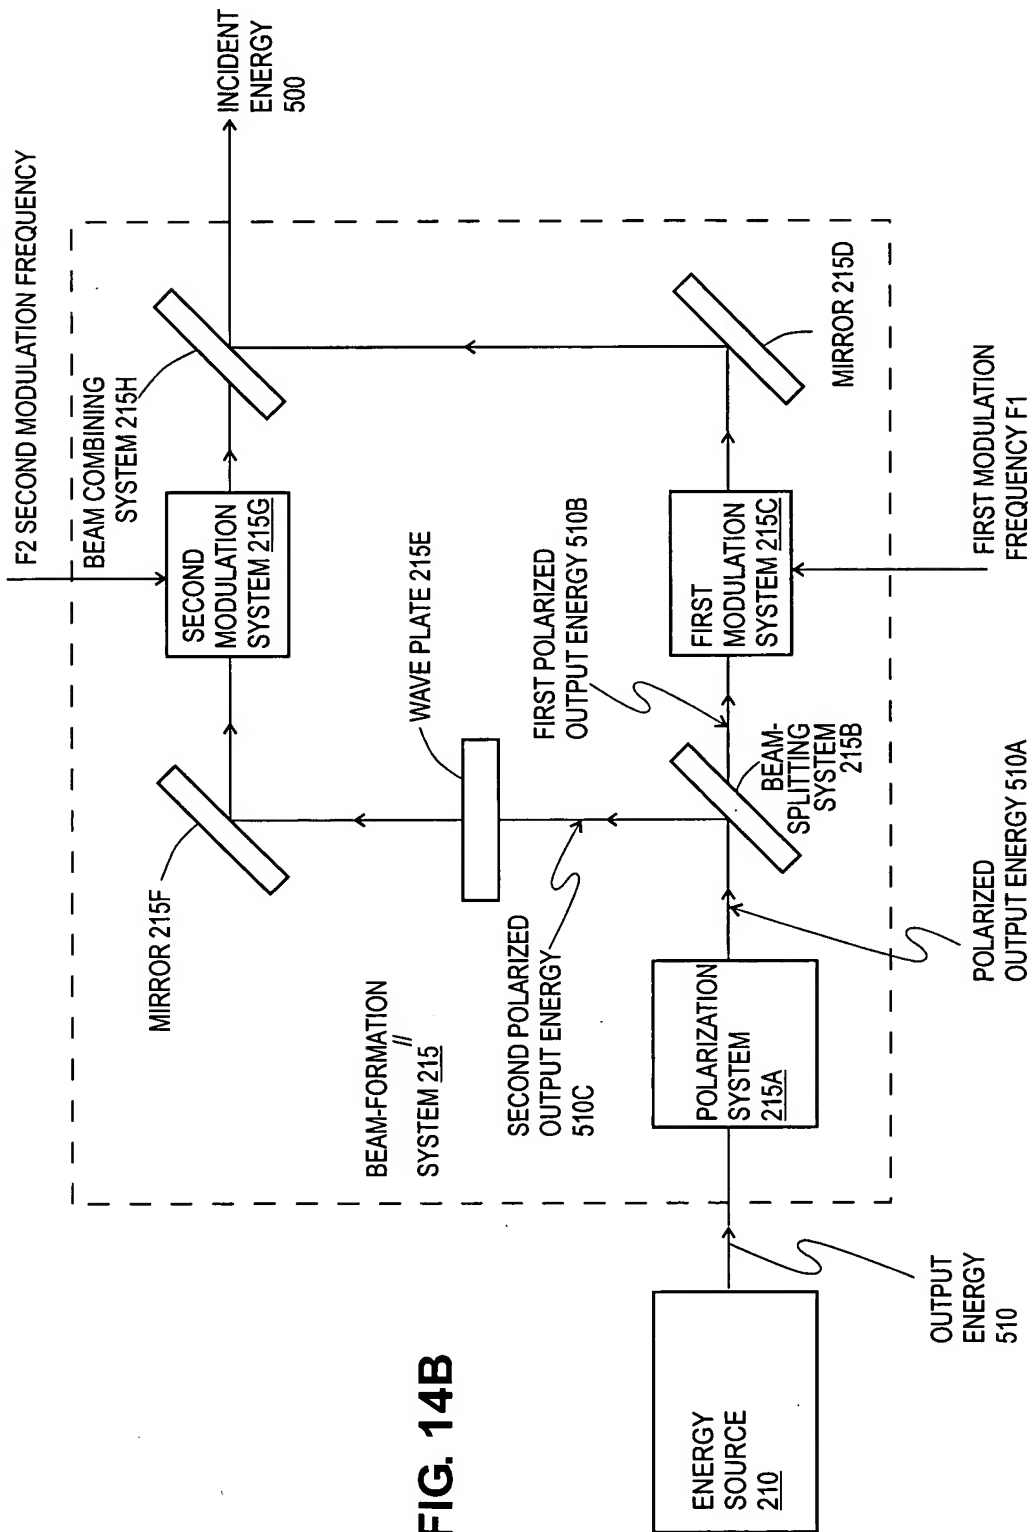 F2 SECOND MODULATION FREQUENCY
BEAM COMBINING
SYSTEM 215H
INCIDENT
ENERGY
500
SECOND
MODULATION
SYSTEM 215G
MIRROR 215F
WAVE PLATE 215E
MIRROR 215D
BEAM-FORMATION
SYSTEM 215
SECOND POLARIZED
OUTPUT ENERGY
510C
FIRST POLARIZED
OUTPUT ENERGY 510B
FIRST
MODULATION
SYSTEM 215C
BEAM-
SPLITTING
SYSTEM
215B
POLARIZATION
SYSTEM
215A
FIRST MODULATION
FREQUENCY F1
POLARIZED
OUTPUT ENERGY 510A
OUTPUT
ENERGY
510
ENERGY
SOURCE
210
FIG. 14B